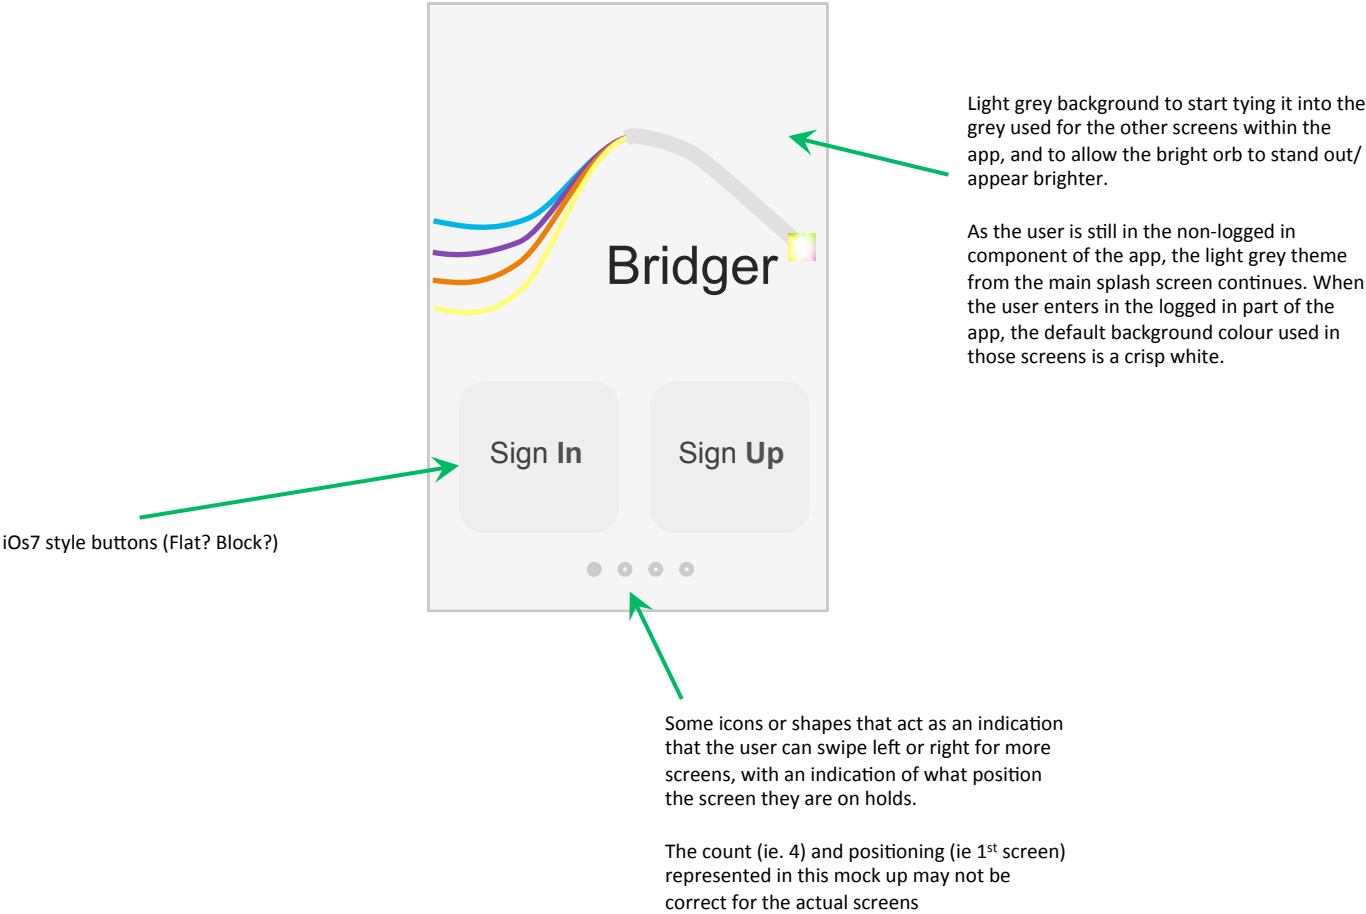 Light grey background to start tying it into the
grey used for the other screens within the
app, and to allow the bright orb to stand out/
appear brighter.
As the user is still in the non-logged in
component of the app, the light grey theme
from the main splash screen continues. When
the user enters in the logged in part of the
app, the default background colour used in
those screens is a crisp white.
Bridger
Sign In
Sign Up
iOs7 style buttons (Flat? Block?)
Some icons or shapes that act as an indication
that the user can swipe left or right for more
screens, with an indication of what position
the screen they are on holds.
The count (ie. 4) and positioning (ie 1st screen)
represented in this mock up may not be
correct for the actual screens